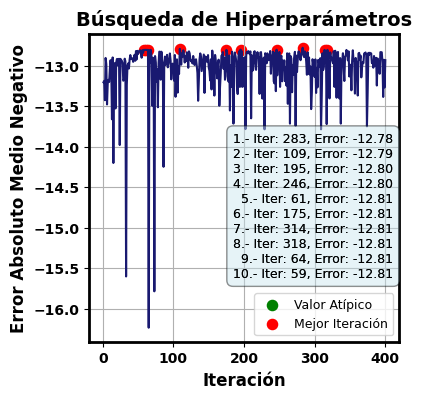 Búsqueda de Hiperparámetros
Error Absoluto Medio Negativo
−13.0
−13.5
−14.0
−14.5
−15.0
−15.5
−16.0
1.- Iter: 283, Error: -12.78
2.- Iter: 109, Error: -12.79
3.- Iter: 195, Error: -12.80
4.- Iter: 246, Error: -12.80
5.- Iter: 61, Error: -12.81
6.- Iter: 175, Error: -12.81
7.- Iter: 314, Error: -12.81
8.- Iter: 318, Error: -12.81
9.- Iter: 64, Error: -12.81
10.- Iter: 59, Error: -12.81
Valor Atípico
Mejor Iteración
0 100 200 300 400
Iteración